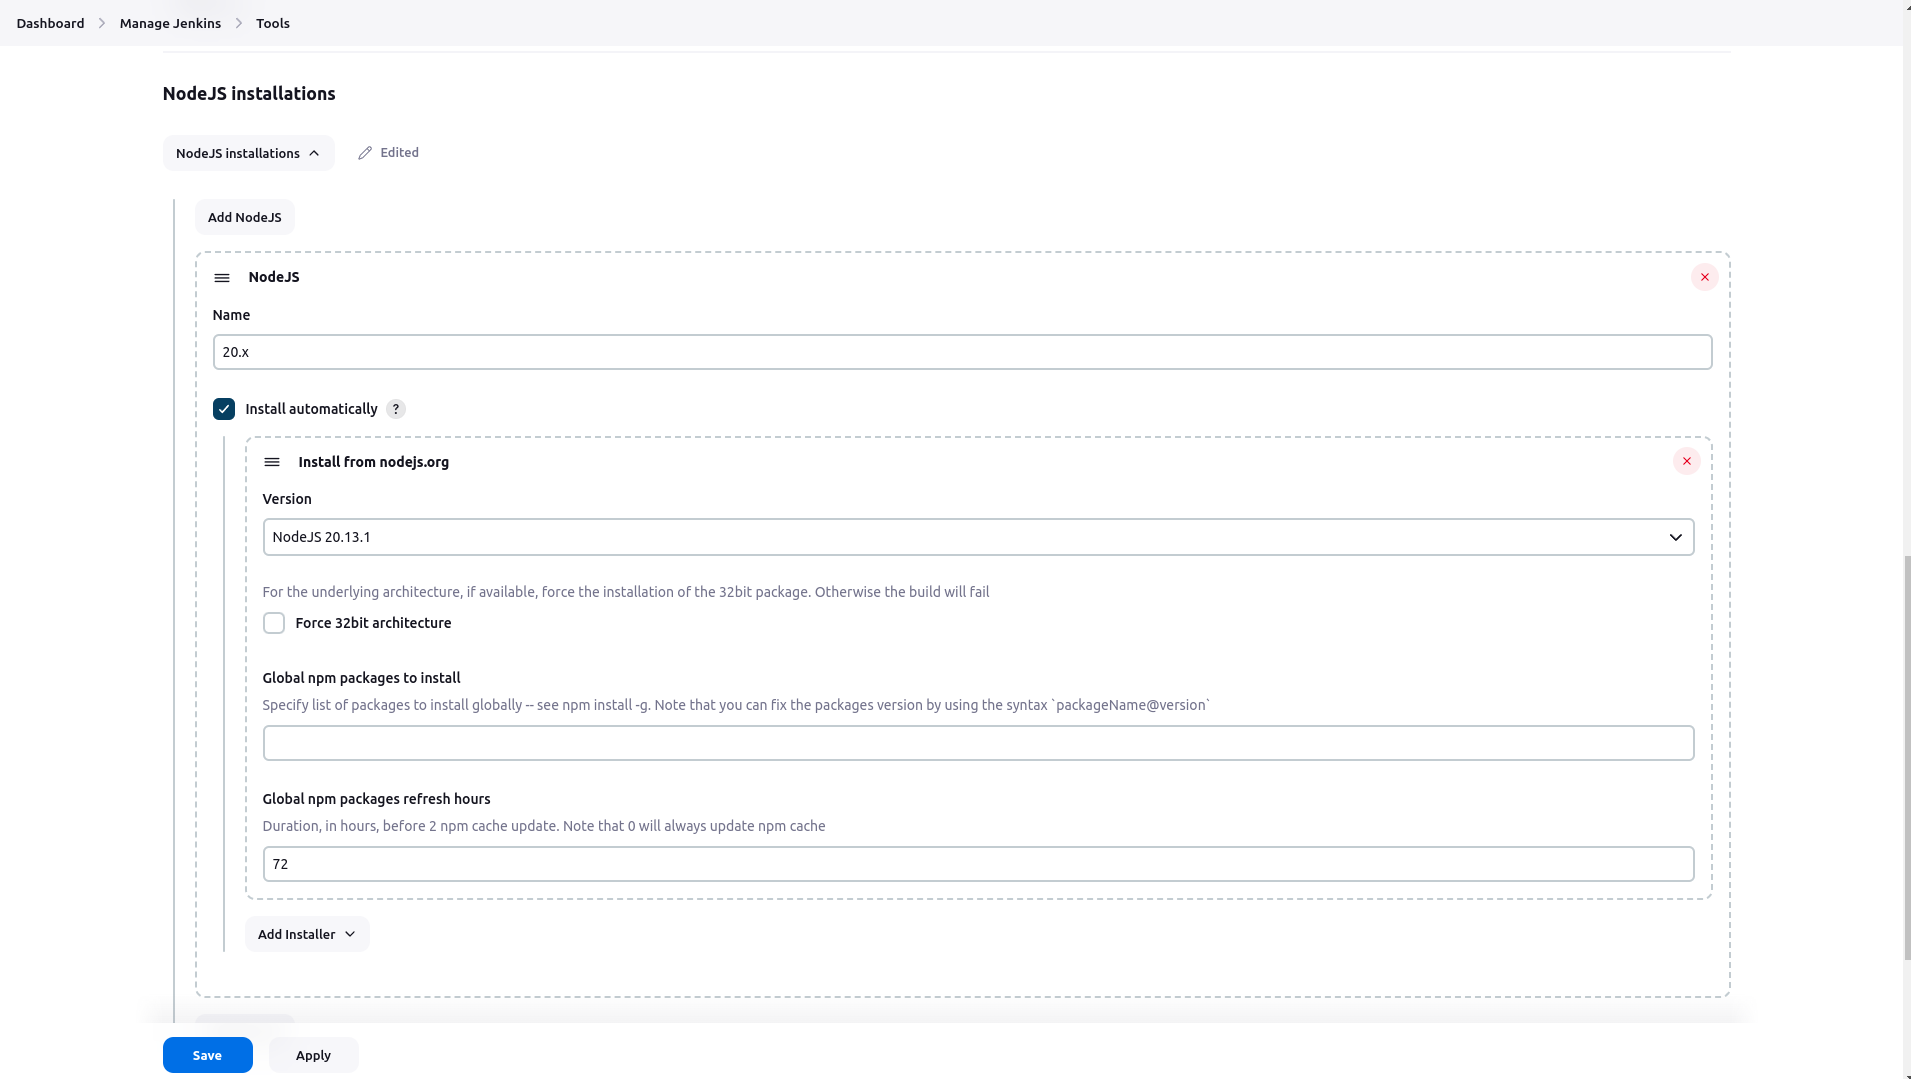 Dashboard > Manage Jenkins > Tools
NodeJS installations
NodeJS installations
Edited
Add NodeJS
NodeJS
Name
20.x
Install automatically ?
Install from nodejs.org
Version
NodeJS 20.13.1
For the underlying architecture, if available, force the installation of the 32bit package. Otherwise the build will fail
Force 32bit architecture
Global npm packages to install
Specify list of packages to install globally -- see npm install -g. Note that you can fix the packages version by using the syntax `packageName@version`
Global npm packages refresh hours
Duration, in hours, before 2 npm cache update. Note that 0 will always update npm cache
72
Add Installer
Save
Apply